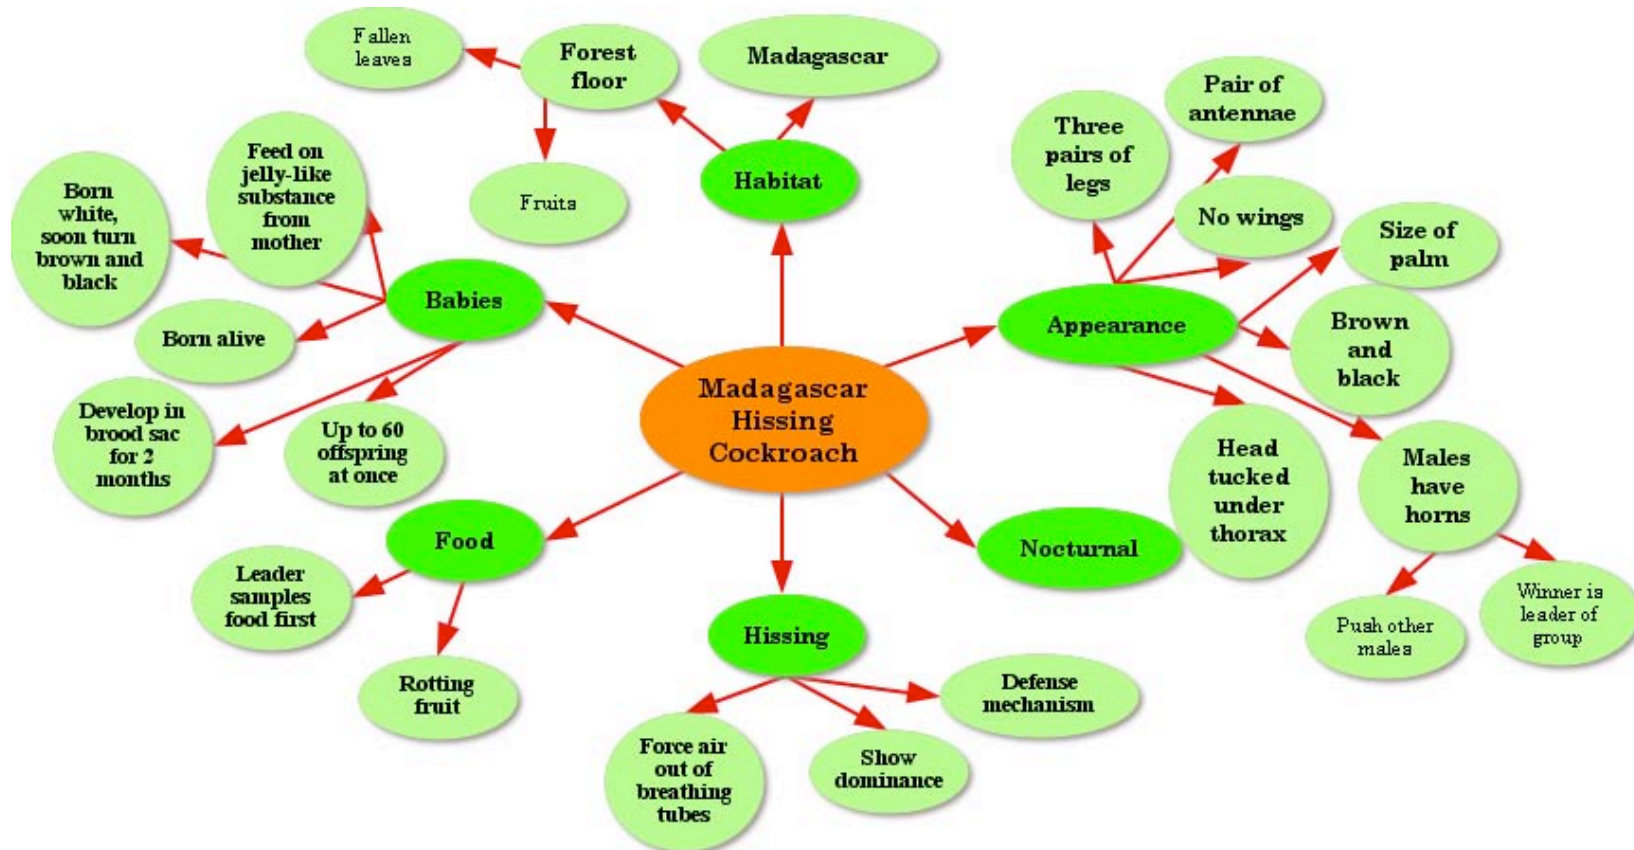 Madagascar
Hissing
Cockroach
Habitat
Forest
floor
Fallen
leaves
Fruits
Madagascar
Appearance
Three
pairs of
legs
Pair of
antennae
No wings
Size of
palm
Brown
and
black
Males
have
horns
Push other
males
Winner is
leader of
group
Head
tucked
under
thorax
Nocturnal
Hissing
Defense
mechanism
Show
dominance
Force air
out of
breathing
tubes
Food
Rotting
fruit
Leader
samples
food first
Babies
Up to 60
offspring
at once
Develop in
brood sac
for 2
months
Born alive
Born
white,
soon turn
brown and
black
Feed on
jelly-like
substance
from
mother